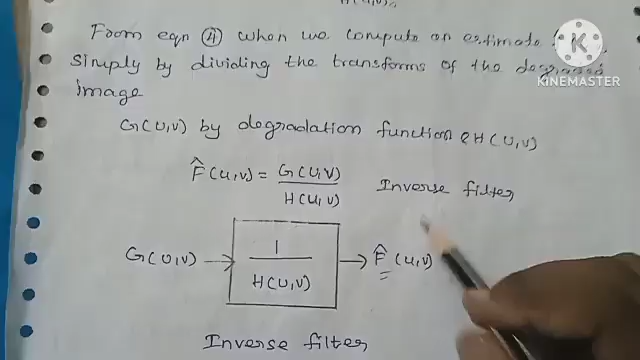 H(U,V)
From eqn ④ when we compute an estimate
Simply by dividing the transforms of the degraded
image
G(U,V) by degradation function & H(U,V)
F̂(u,v) = G(U,V) / H(U,V) Inverse filter
G(U,V) → 1 / H(U,V) → F̂(u,v)
Inverse filter
K
KINEMASTER